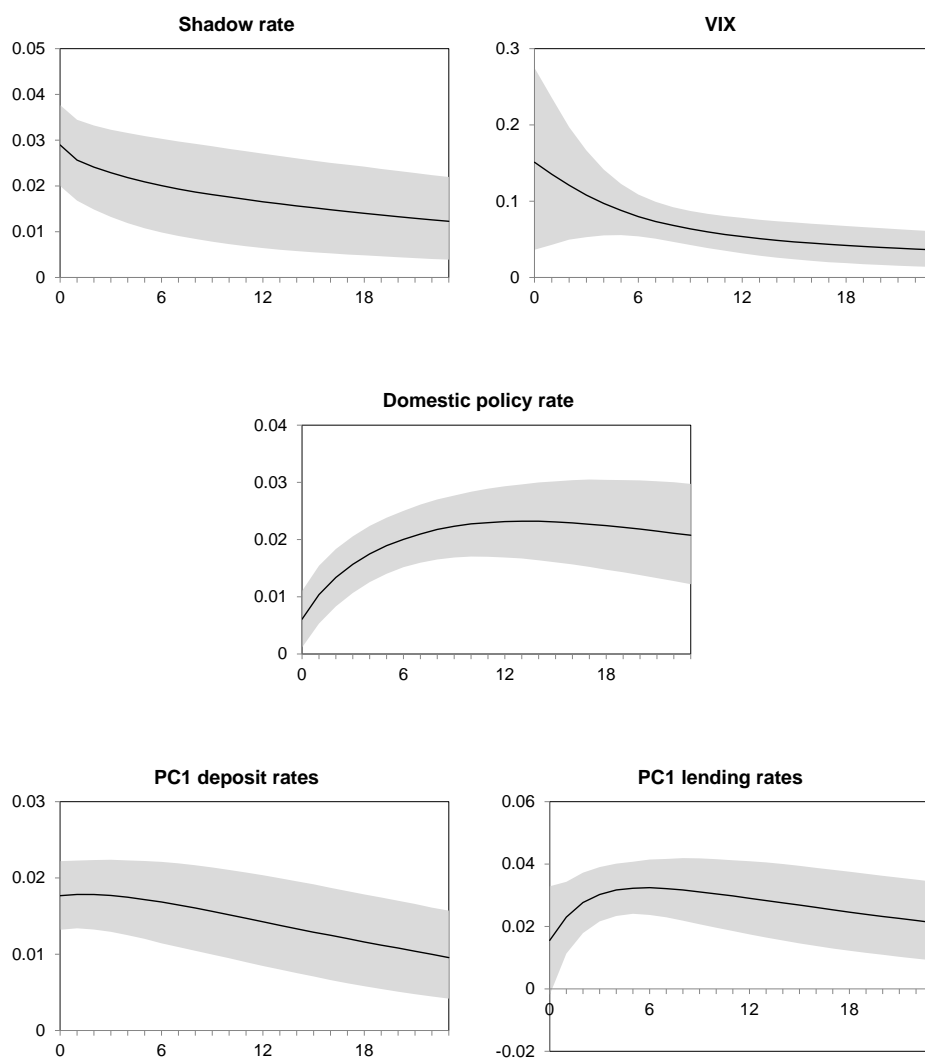 Shadow rate
0.05
0.04
0.03
0.02
0.01
0
0 6 12 18
VIX
0.3
0.2
0.1
0
0 6 12 18
Domestic policy rate
0.04
0.03
0.02
0.01
0
0 6 12 18
PC1 deposit rates
0.03
0.02
0.01
0
0 6 12 18
PC1 lending rates
0.06
0.04
0.02
0
-0.02
0 6 12 18